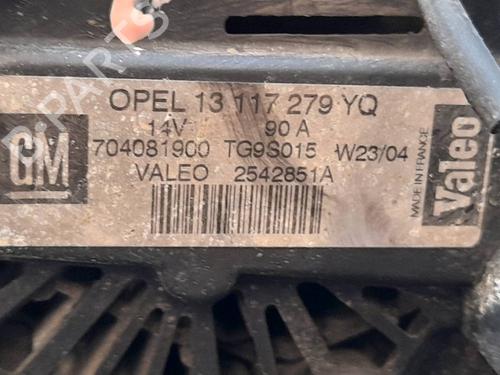 OPEL 13 117 279 YQ
14V 90 A
704081900 TG9S015 W23/04
VALEO 2542851A
GM
MADE IN FRANCE
Valeo